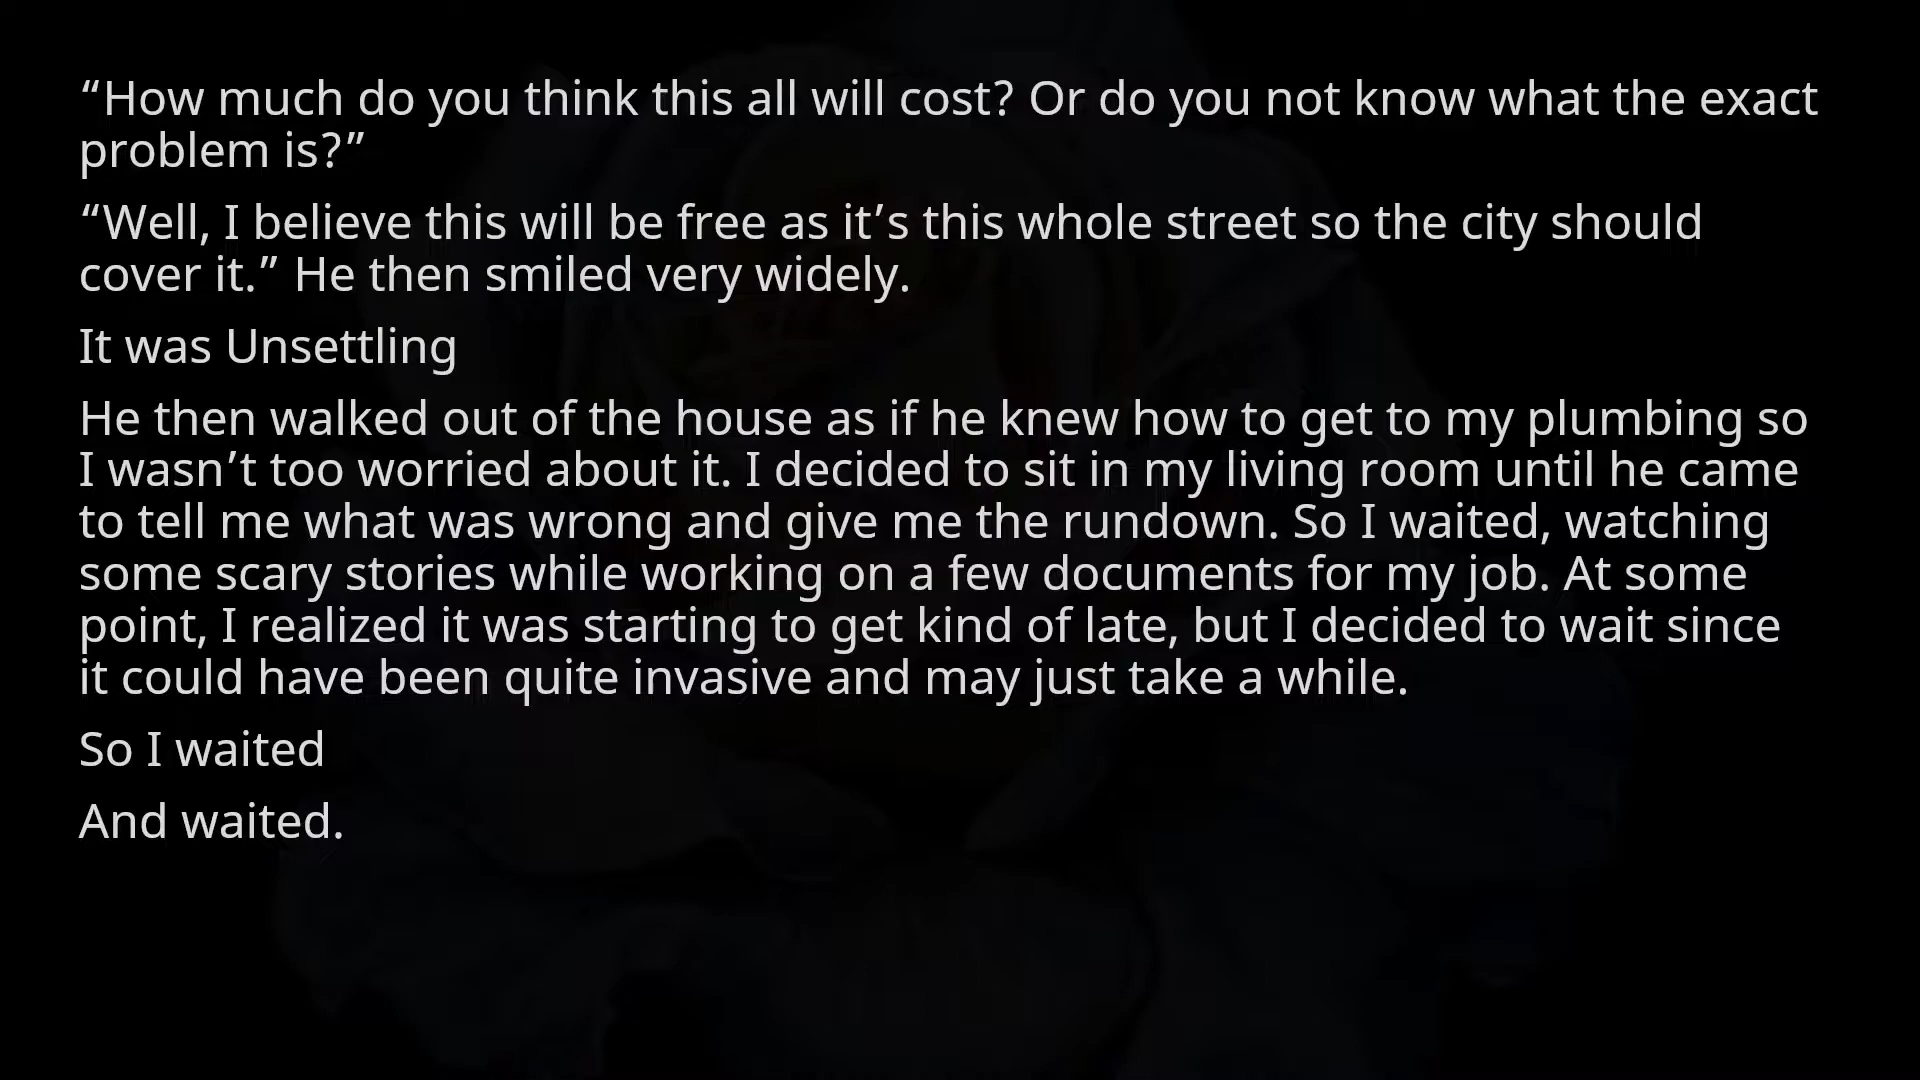 “How much do you think this all will cost? Or do you not know what the exact
problem is?”
“Well, I believe this will be free as it’s this whole street so the city should
cover it.” He then smiled very widely.
It was Unsettling
He then walked out of the house as if he knew how to get to my plumbing so
I wasn’t too worried about it. I decided to sit in my living room until he came
to tell me what was wrong and give me the rundown. So I waited, watching
some scary stories while working on a few documents for my job. At some
point, I realized it was starting to get kind of late, but I decided to wait since
it could have been quite invasive and may just take a while.
So I waited
And waited.